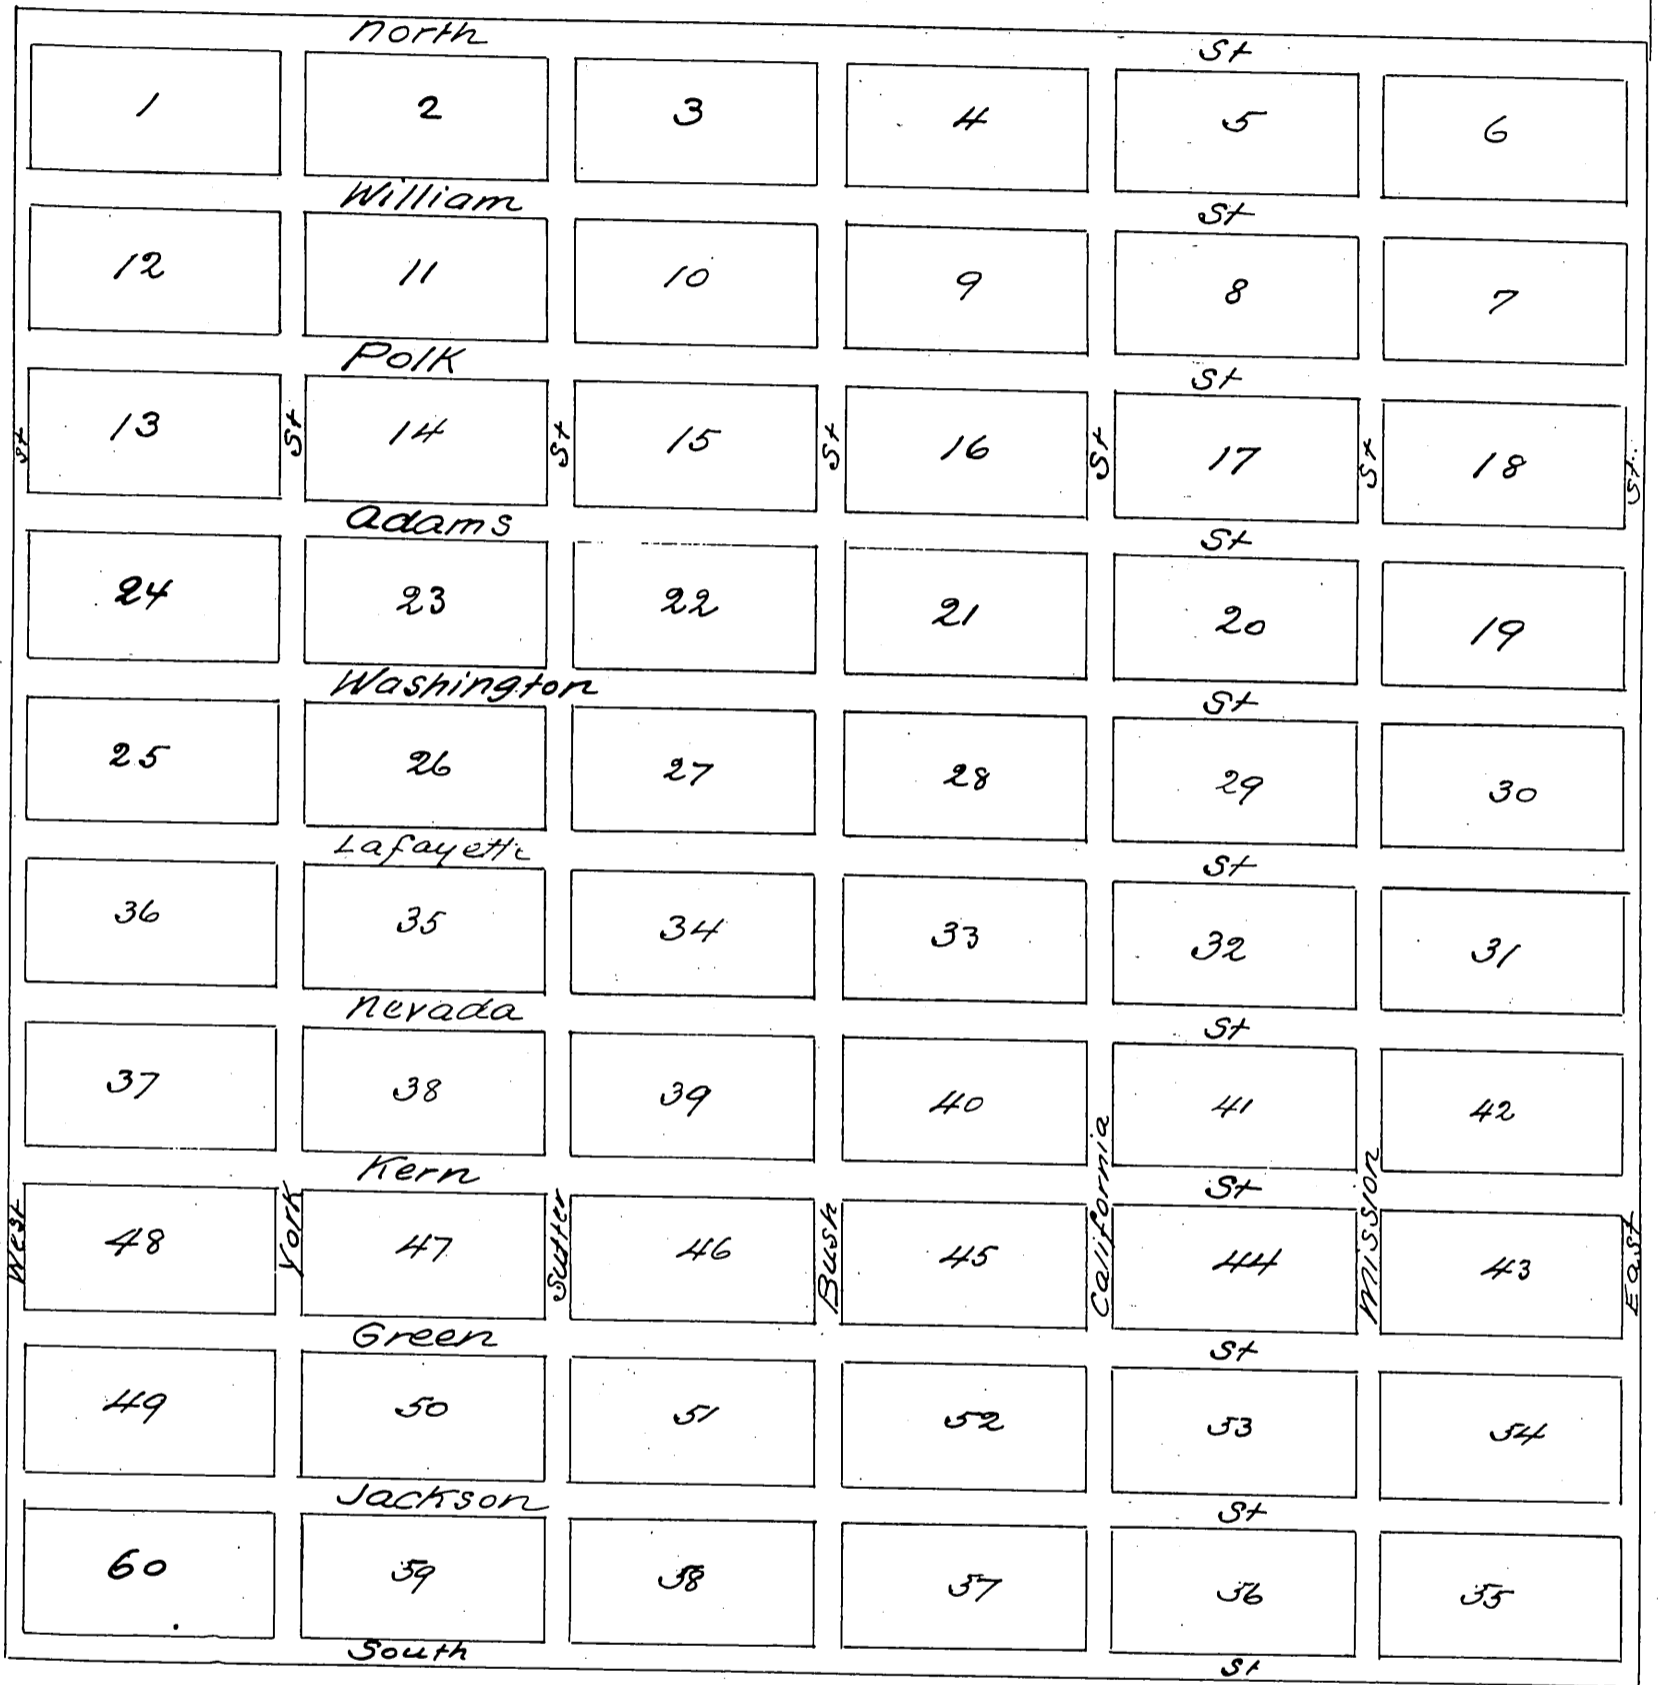 North St
1 2 3 4 5 6
William St
12 11 10 9 8 7
Polk St
13 14 15 16 17 18
St St St St St St St
Adams St
24 23 22 21 20 19
Washington St
25 26 27 28 29 30
Lafayette St
36 35 34 33 32 31
Nevada St
37 38 39 40 41 42
Kern St
48 47 46 45 44 43
West York Sutter Bush California Mission East
Green St
49 50 51 52 53 54
Jackson St
60 59 58 57 56 55
South St